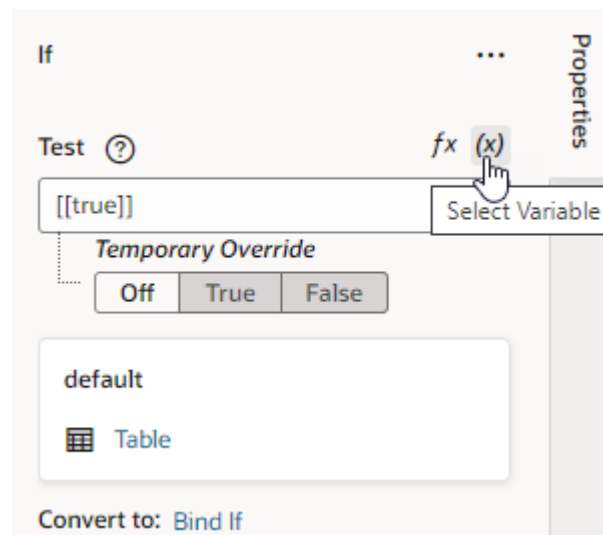 If
...
Properties
Test ? fx (x)
[[true]]
Select Variable
Temporary Override
Off True False
default
Table
Convert to: Bind If